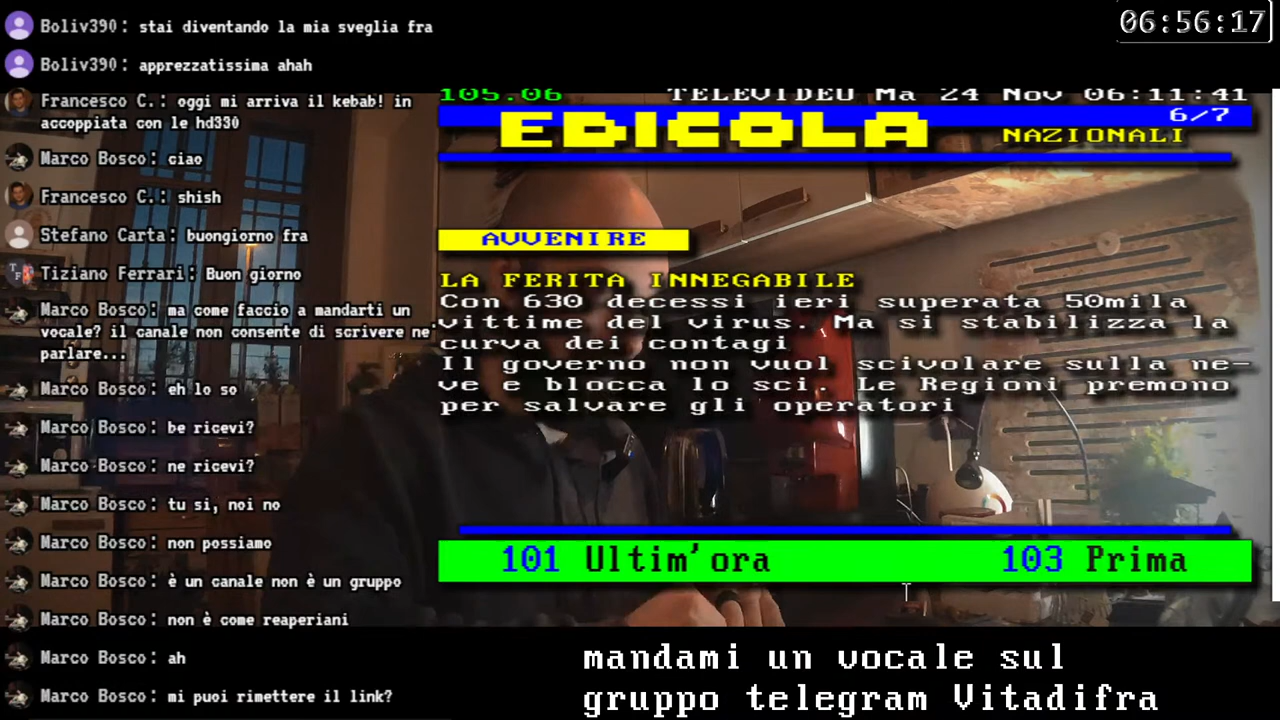 Boliv390: stai diventando la mia sveglia fra
06:56:17
Boliv390: apprezzatissima ahah
Francesco C.: oggi mi arriva il kebab! in
accoppiata con le hd330
Marco Bosco: ciao
Francesco C.: shish
Stefano Carta: buongiorno fra
Tiziano Ferrari: Buon giorno
Marco Bosco: ma come faccio a mandarti un
vocale? il canale non consente di scrivere ne'
parlare...
Marco Bosco: eh lo so
Marco Bosco: be ricevi?
Marco Bosco: ne ricevi?
Marco Bosco: tu si, noi no
Marco Bosco: non possiamo
Marco Bosco: è un canale non è un gruppo
Marco Bosco: non è come reaperiani
Marco Bosco: ah
Marco Bosco: mi puoi rimettere il link?
105.06 TELEVIDEO Ma 24 Nov 06:11:41
6/7
EDICOLA
NAZIONALI
AVVENIRE
LA FERITA INNEGABILE
Con 630 decessi ieri superata 50mila
vittime del virus. Ma si stabilizza la
curva dei contagi
Il governo non vuol scivolare sulla ne-
ve e blocca lo sci. Le Regioni premono
per salvare gli operatori
101 Ultim'ora 103 Prima
mandami un vocale sul
gruppo telegram Vitadifra